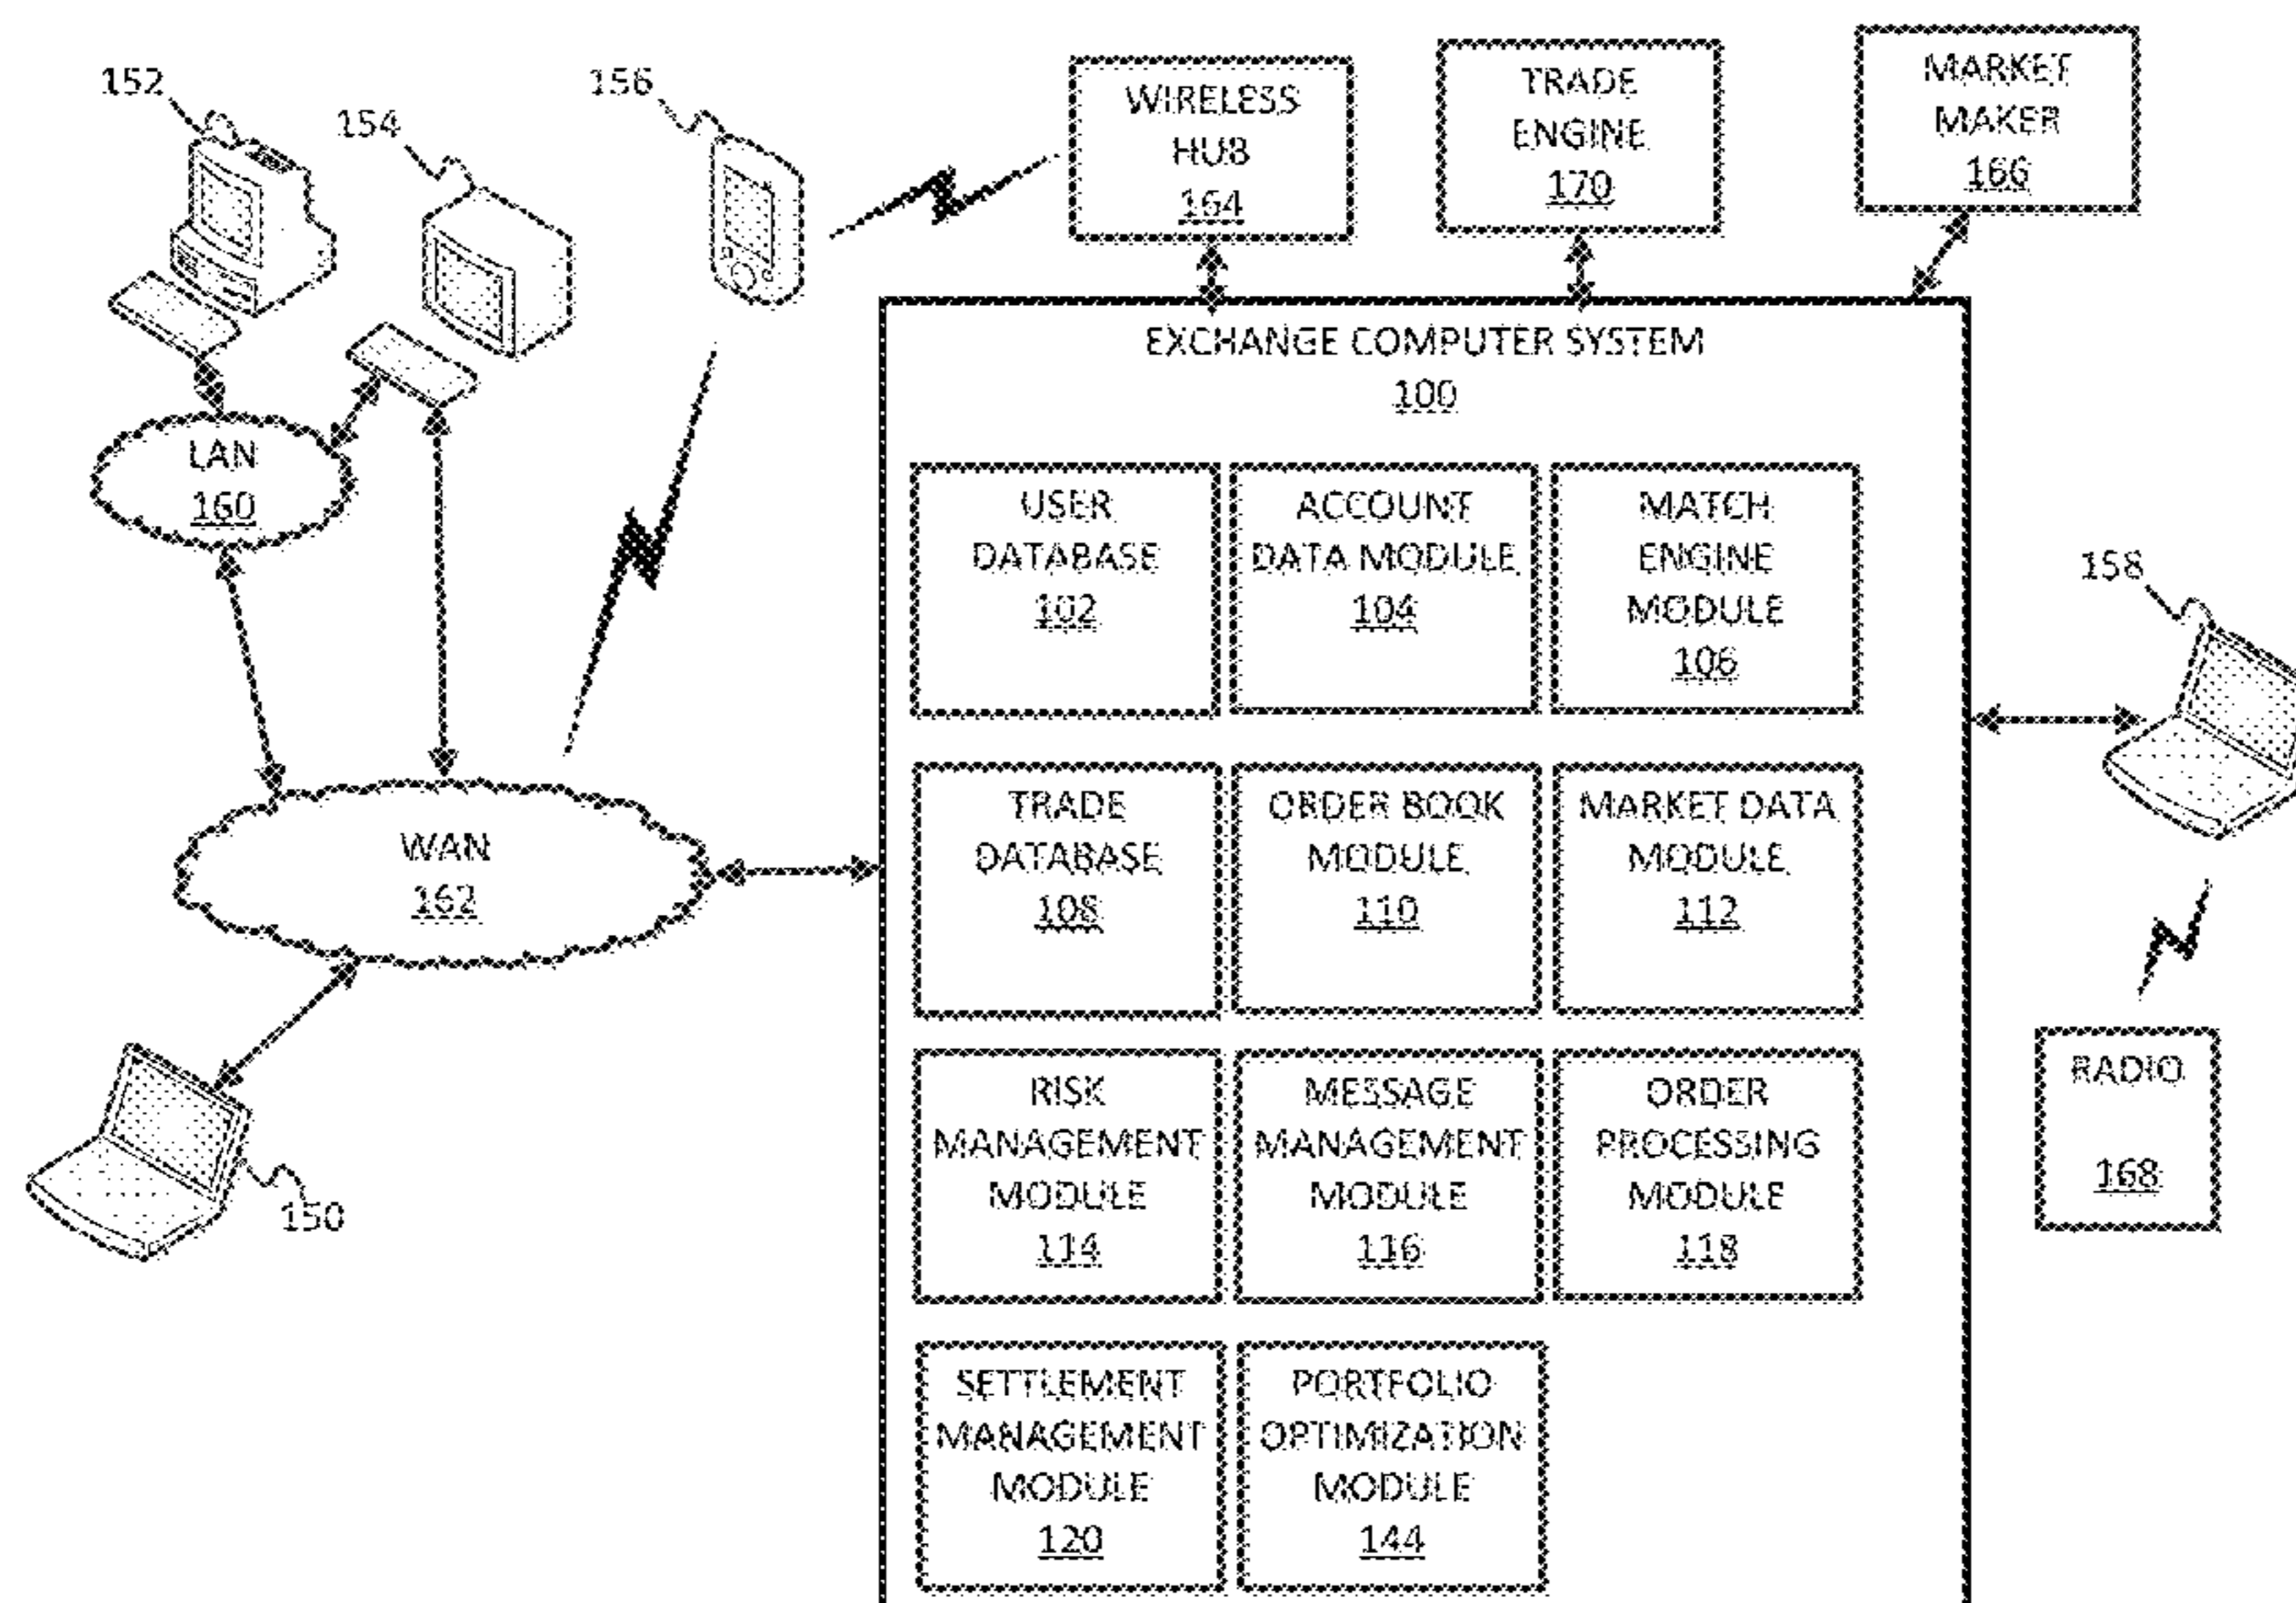 152
154
156
WIRELESS
HUB
164
TRADE
ENGINE
170
MARKET
MAKER
166
EXCHANGE COMPUTER SYSTEM
100
LAN
160
USER
DATABASE
102
ACCOUNT
DATA MODULE
104
MATCH
ENGINE
MODULE
106
158
WAN
162
TRADE
DATABASE
108
ORDER BOOK
MODULE
110
MARKET DATA
MODULE
112
150
RISK
MANAGEMENT
MODULE
114
MESSAGE
MANAGEMENT
MODULE
116
ORDER
PROCESSING
MODULE
118
RADIO
168
SETTLEMENT
MANAGEMENT
MODULE
120
PORTFOLIO
OPTIMIZATION
MODULE
144